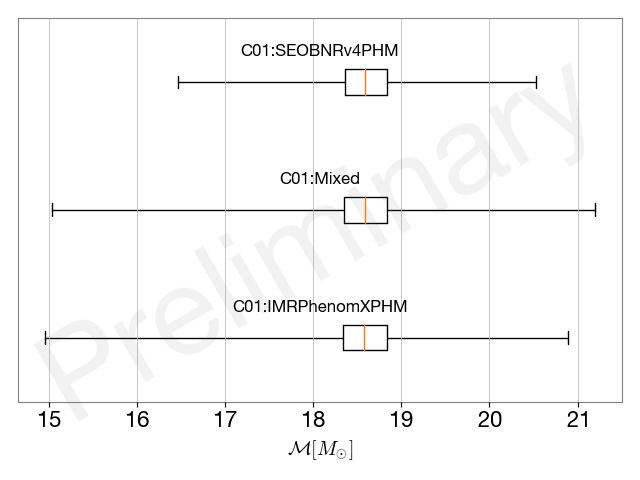 C01:SEOBNRv4PHM
C01:Mixed
C01:IMRPhenomXPHM
Preliminary
15 16 17 18 19 20 21
ℳ[M⊙]